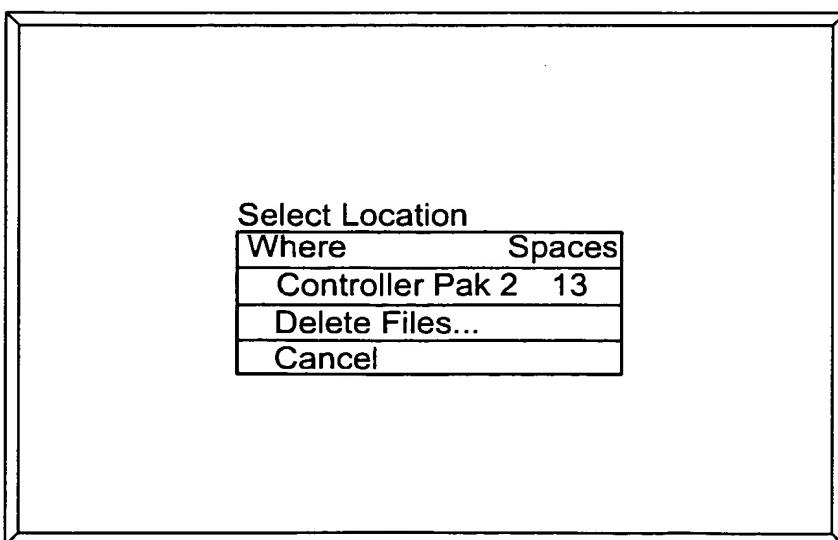 Select Location
Where Spaces
Controller Pak 2 13
Delete Files...
Cancel